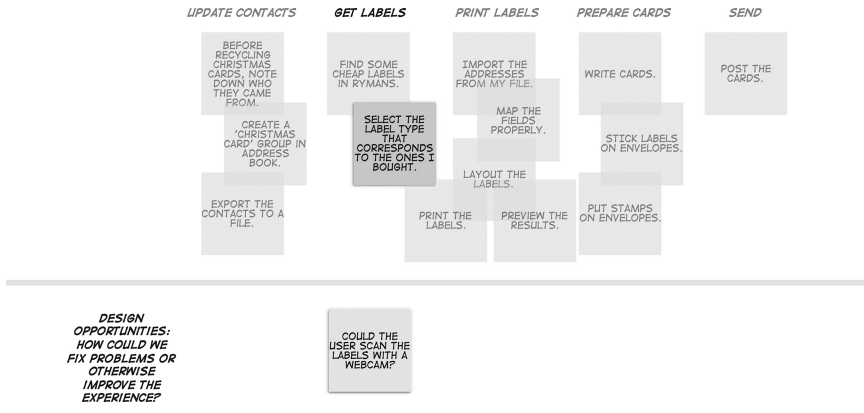 UPDATE CONTACTS
GET LABELS
PRINT LABELS
PREPARE CARDS
SEND
BEFORE
RECYCLING
CHRISTMAS
CARDS, NOTE
DOWN WHO
THEY CAME
FROM.
CREATE A
'CHRISTMAS
CARD' GROUP IN
ADDRESS
BOOK.
EXPORT THE
CONTACTS TO A
FILE.
FIND SOME
CHEAP LABELS
IN RYMANS.
SELECT THE
LABEL TYPE
THAT
CORRESPONDS
TO THE ONES I
BOUGHT.
IMPORT THE
ADDRESSES
FROM MY FILE.
MAP THE
FIELDS
PROPERLY.
LAYOUT THE
LABELS.
PRINT THE
LABELS.
PREVIEW THE
RESULTS.
WRITE CARDS.
STICK LABELS
ON ENVELOPES.
PUT STAMPS
ON ENVELOPES.
POST THE
CARDS.
DESIGN
OPPORTUNITIES:
HOW COULD WE
FIX PROBLEMS OR
OTHERWISE
IMPROVE THE
EXPERIENCE?
COULD THE
USER SCAN THE
LABELS WITH A
WEBCAM?